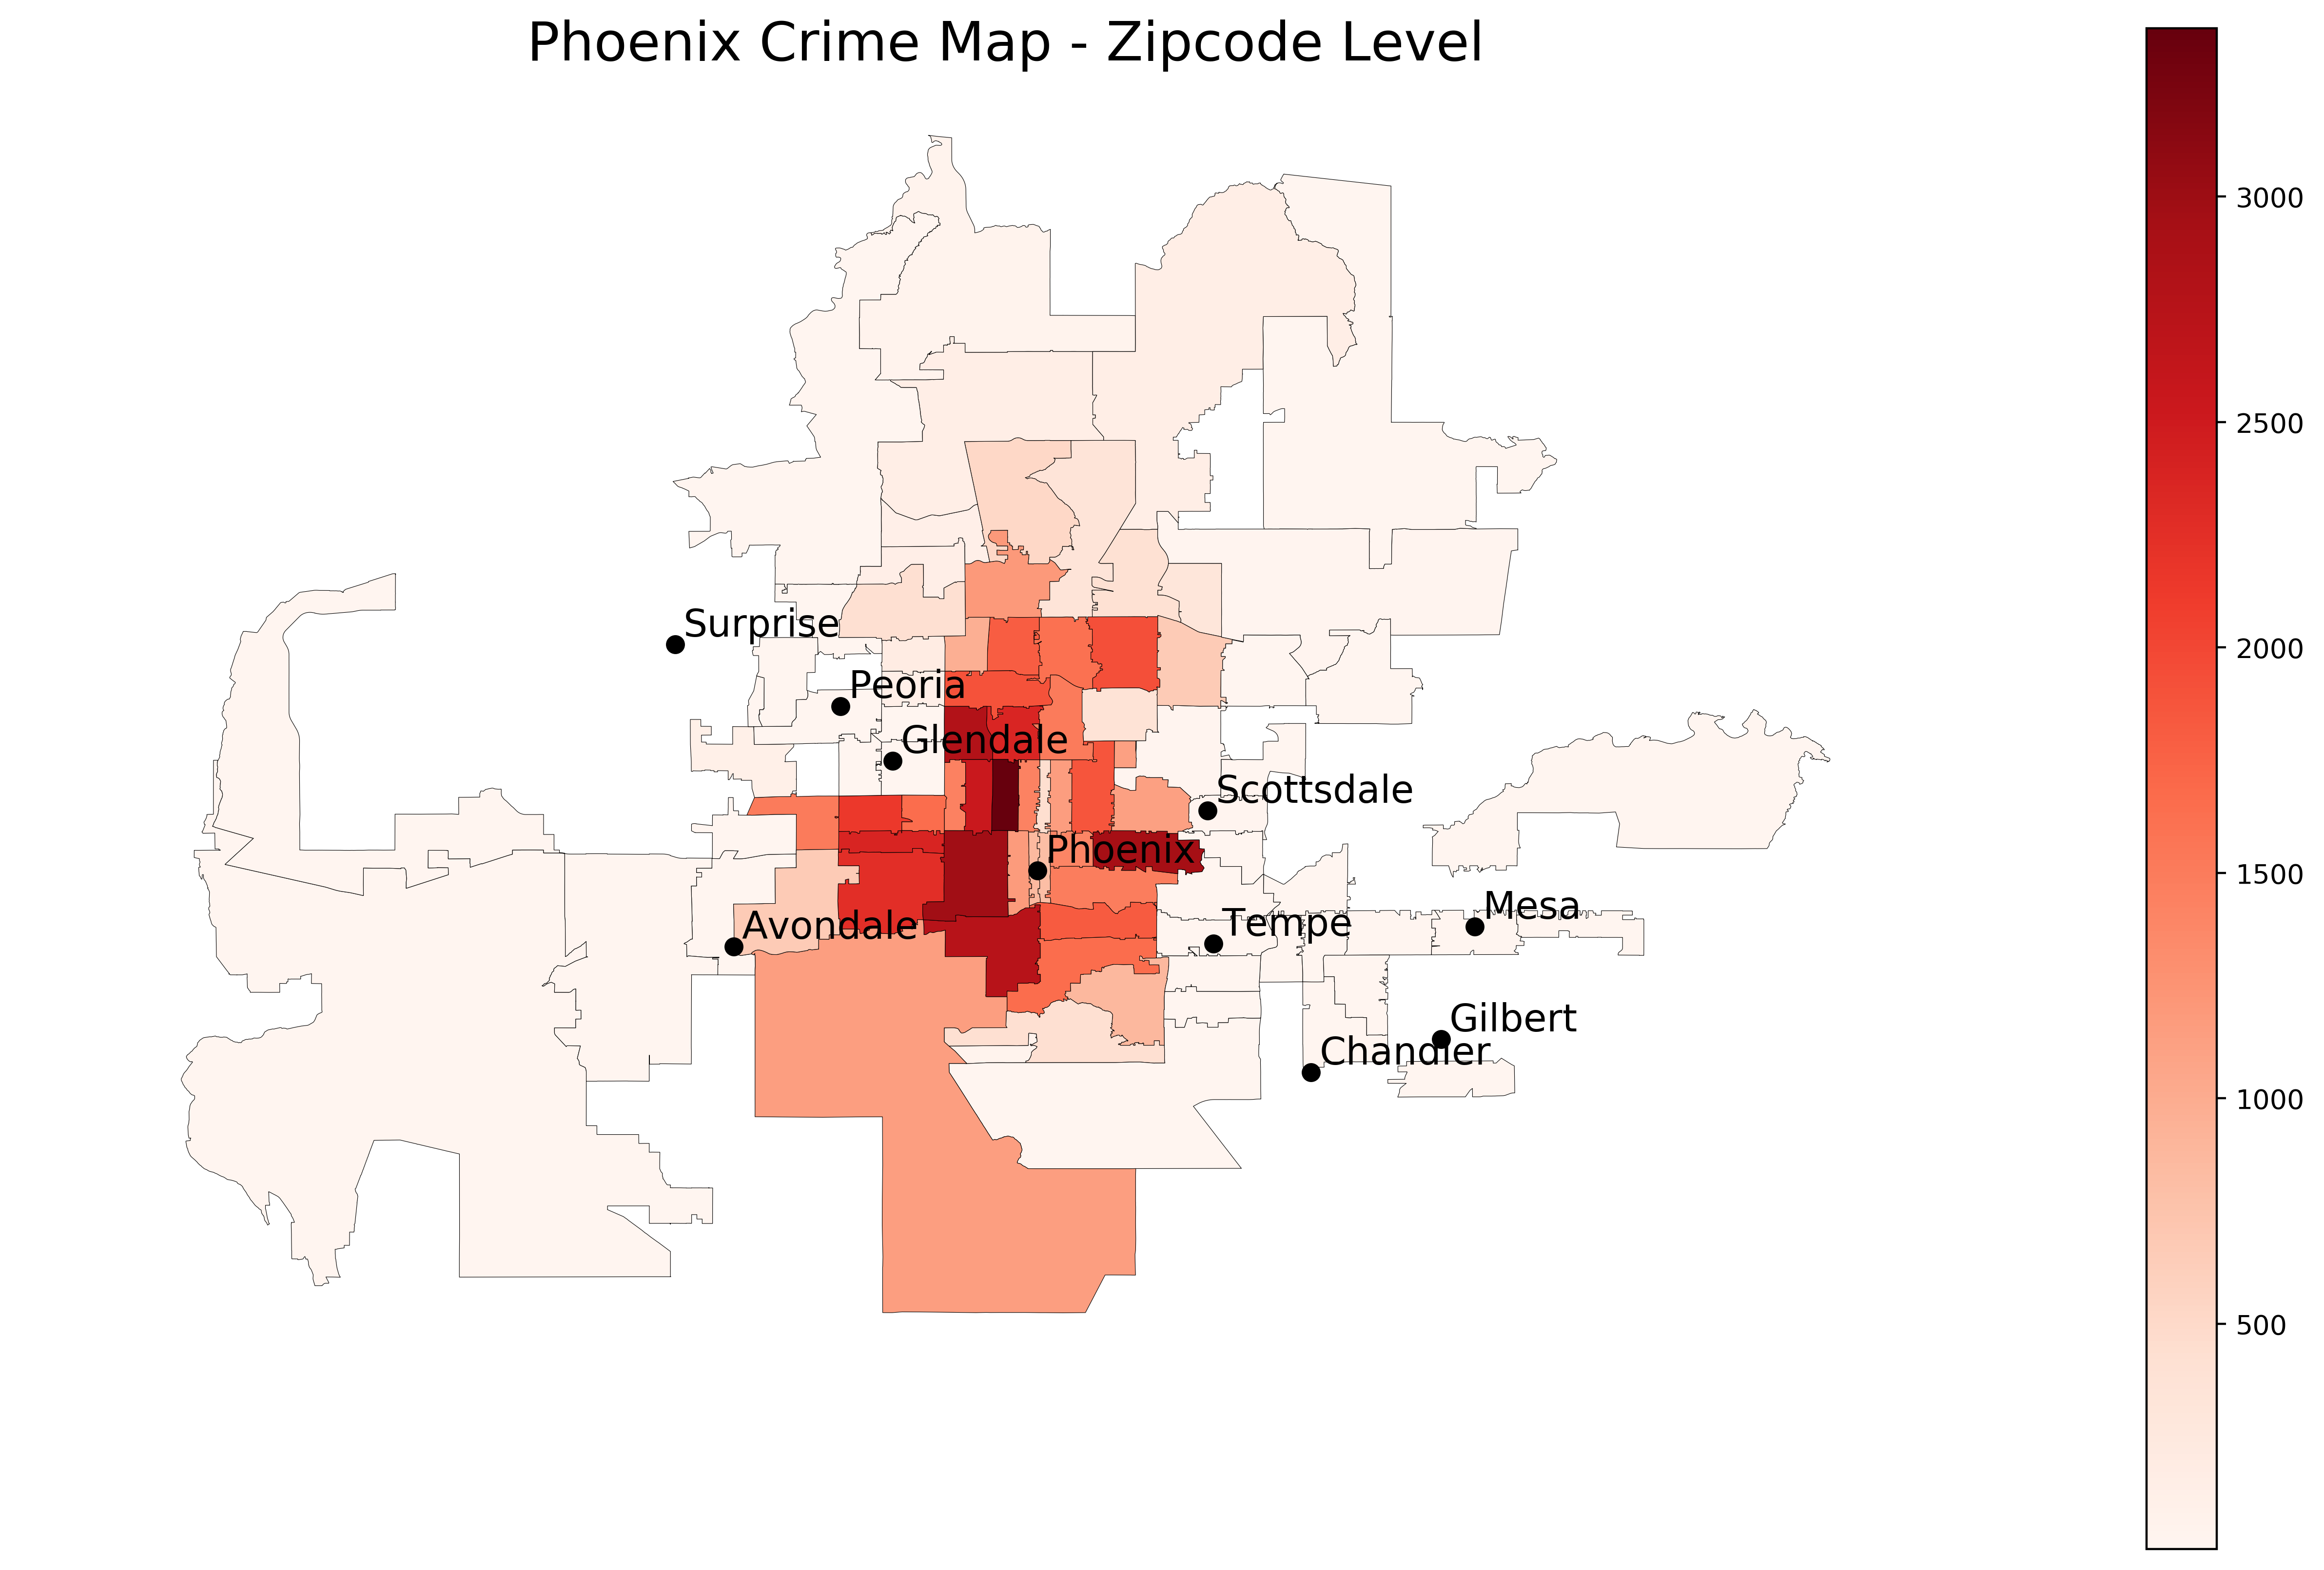 Phoenix Crime Map - Zipcode Level
3000
2500
2000
1500
1000
500
Surprise
Peoria
Glendale
Scottsdale
Phoenix
Avondale
Tempe
Mesa
Gilbert
Chandler